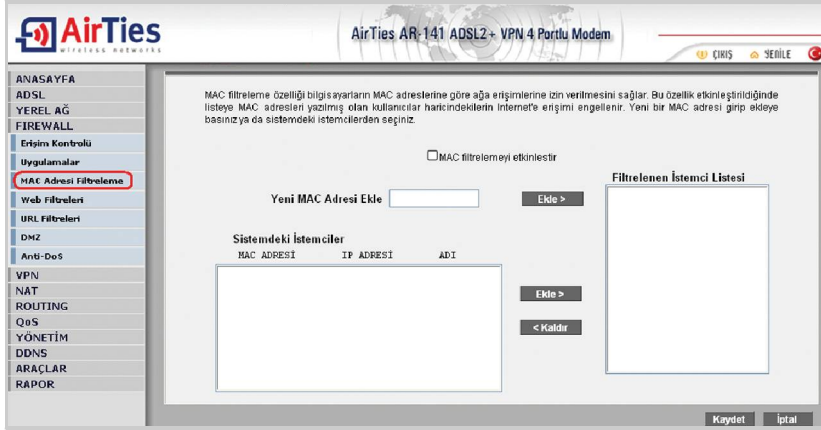 AirTies
wireless networks
AirTies AR-141 ADSL2+ VPN 4 Portlu Modem
ÇIKIŞ
YENİLE
ANASAYFA
ADSL
YEREL AĞ
FIREWALL
Erişim Kontrolü
Uygulamalar
MAC Adresi Filtreleme
Web Filtreleri
URL Filtreleri
DMZ
Anti-DoS
VPN
NAT
ROUTING
QoS
YÖNETİM
DDNS
ARAÇLAR
RAPOR
MAC filtreleme özelliği bilgisayarların MAC adreslerine göre ağa erişimlerine izin verilmesini sağlar. Bu özellik etkinleştirildiğinde
listeye MAC adresleri yazılmış olan kullanıcılar haricindekilerin Internet'e erişimi engellenir. Yeni bir MAC adresi girip ekleye
basınız ya da sistemdeki istemcilerden seçiniz.
MAC filtrelemeyi etkinleştir
Filtrelenen İstemci Listesi
Yeni MAC Adresi Ekle
Ekle >
Sistemdeki İstemciler
MAC ADRESİ IP ADRESİ ADI
Ekle >
< Kaldır
Kaydet İptal